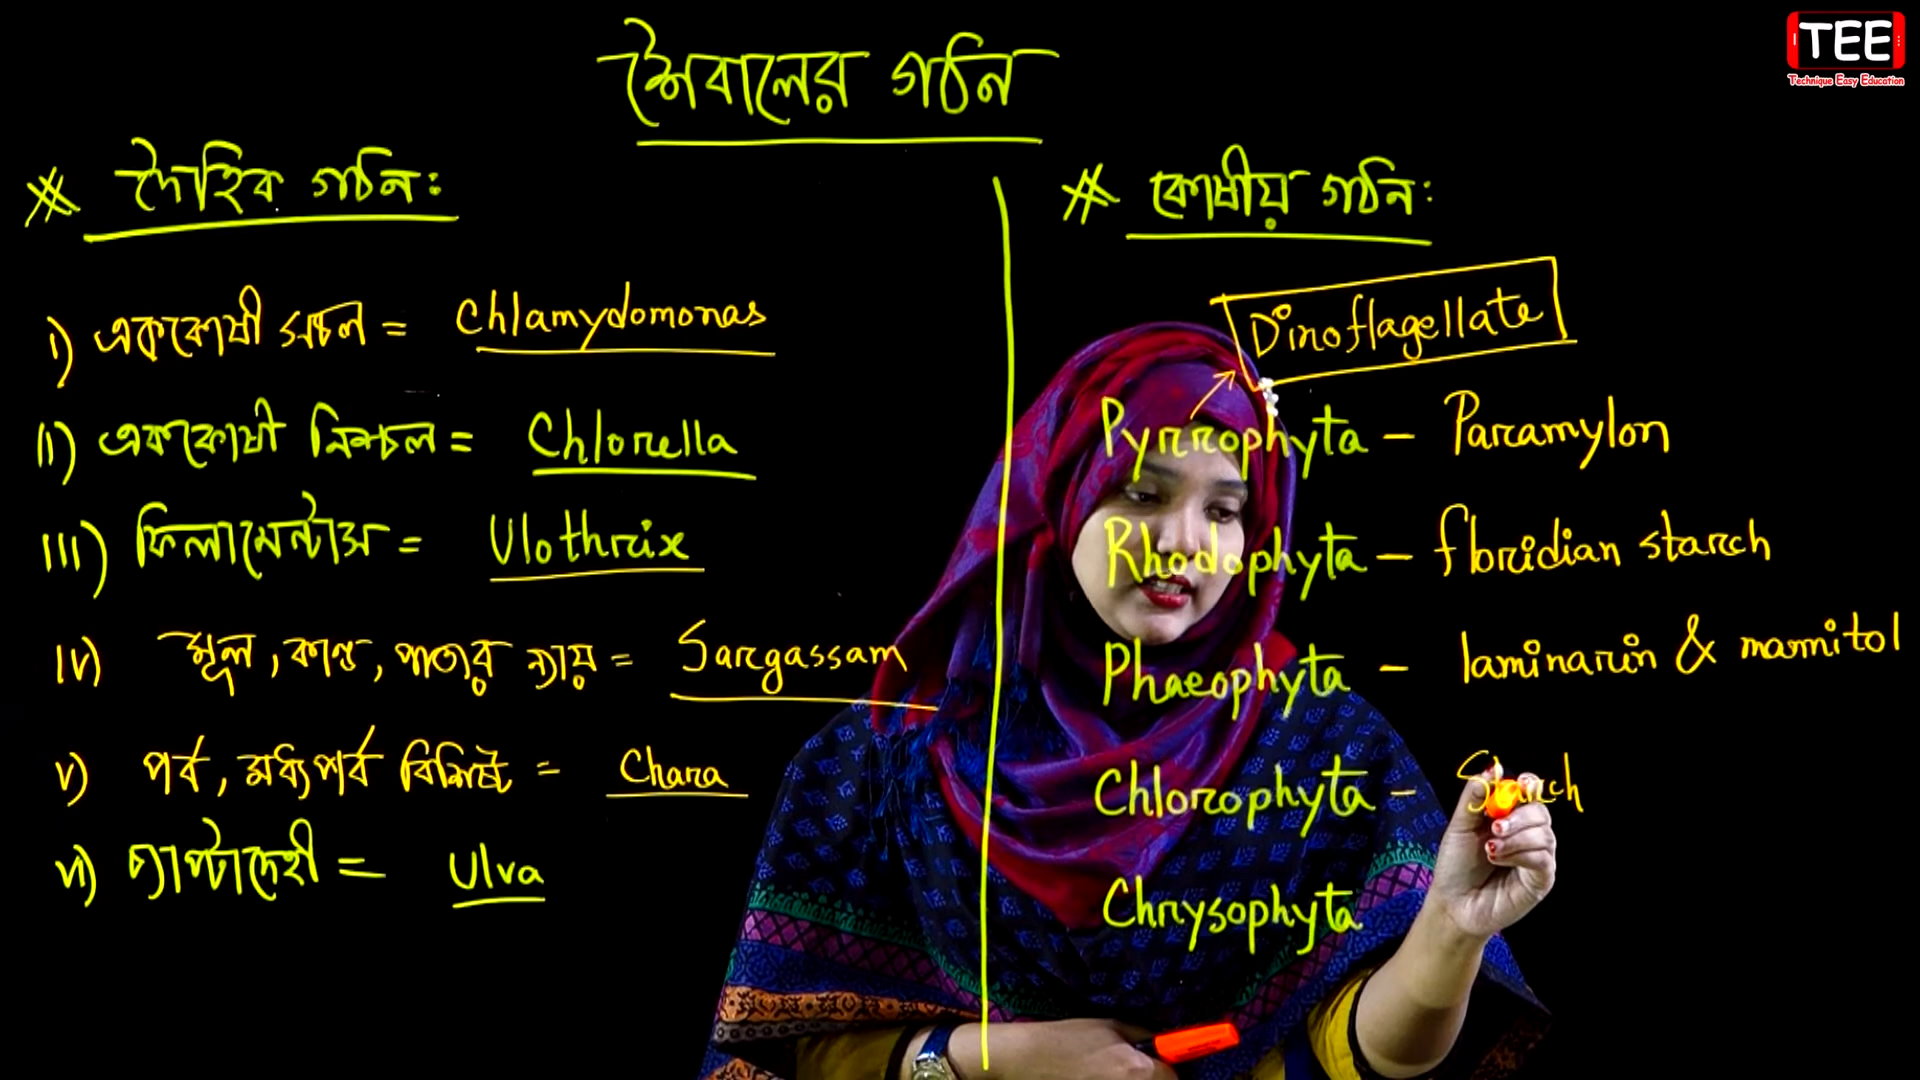 TEE
Technique Easy Education
শৈবালের গঠন
* দৈহিক গঠন:
i) এককোষী সচল = Chlamydomonas
ii) এককোষী নিশ্চল = Chlorella
iii) ফিলামেন্টাস = Ulothrix
iv) মূল, কান্ড, পাতার ন্যায় = Sargassam
v) পর্ব, মধ্যপর্ব বিশিষ্ট = Chara
vi) চ্যাপ্টাদেহী = Ulva
* কোষীয় গঠন:
Dinoflagellate
Pyrrophyta - Paramylon
Rhodophyta - floridian starch
Phaeophyta - laminarin & mannitol
Chlorophyta - Starch
Chrysophyta